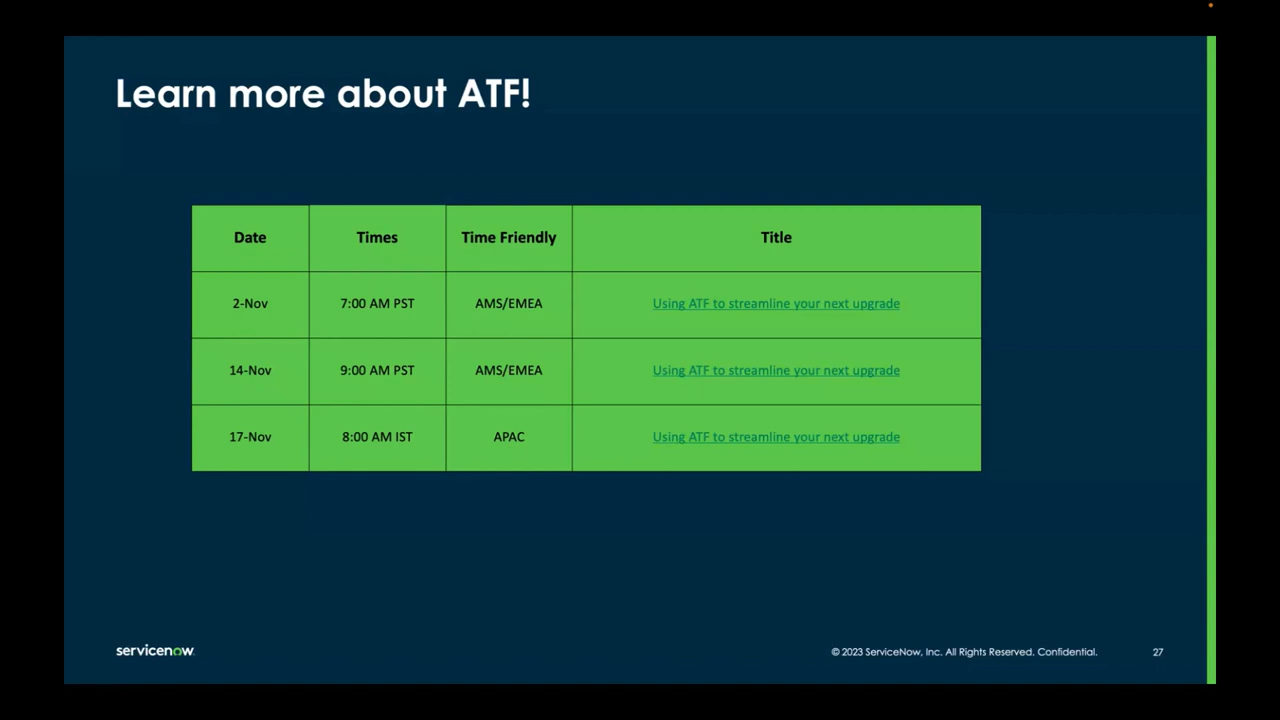 Learn more about ATF!
Date Times Time Friendly Title
2-Nov 7:00 AM PST AMS/EMEA Using ATF to streamline your next upgrade
14-Nov 9:00 AM PST AMS/EMEA Using ATF to streamline your next upgrade
17-Nov 8:00 AM IST APAC Using ATF to streamline your next upgrade
servicenow © 2023 ServiceNow, Inc. All Rights Reserved. Confidential. 27